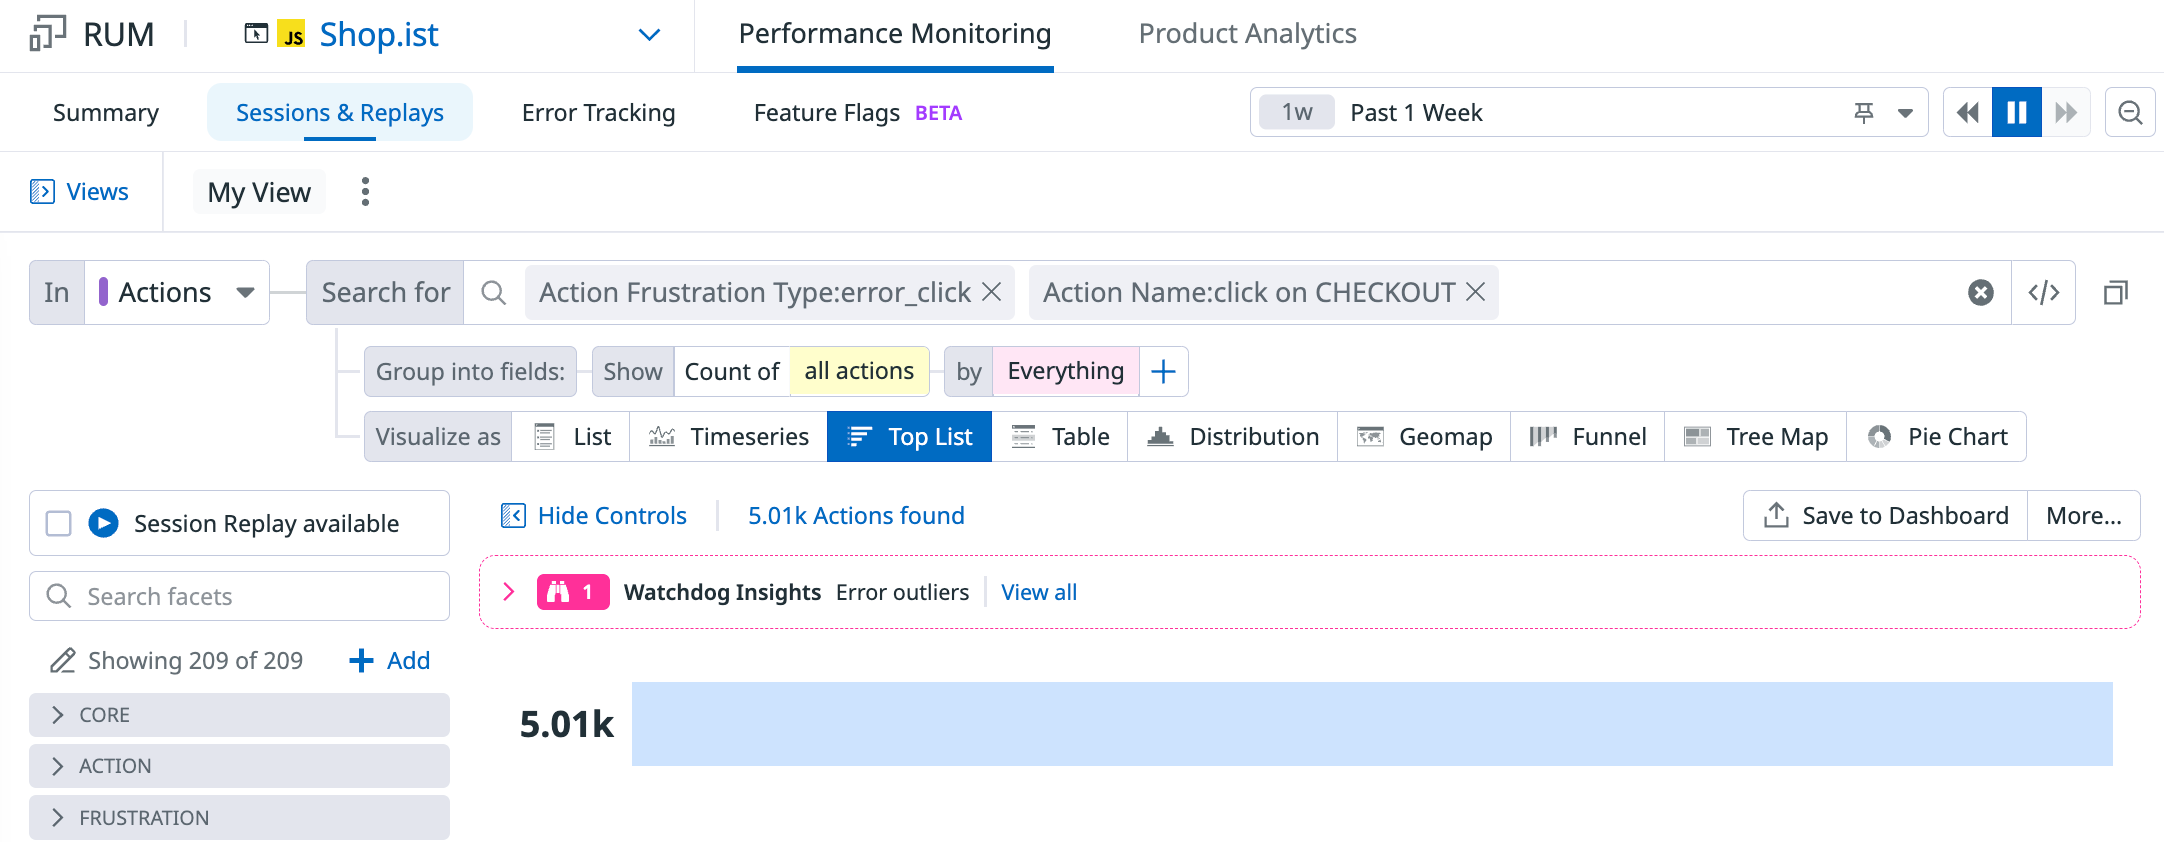 RUM JS Shop.ist Performance Monitoring Product Analytics
Summary Sessions & Replays Error Tracking Feature Flags BETA 1w Past 1 Week
Views My View
In Actions Search for Action Frustration Type:error_click Action Name:click on CHECKOUT </>
Group into fields: Show Count of all actions by Everything
Visualize as List Timeseries Top List Table Distribution Geomap Funnel Tree Map Pie Chart
Session Replay available Hide Controls 5.01k Actions found Save to Dashboard More...
Search facets 1 Watchdog Insights Error outliers View all
Showing 209 of 209 Add
CORE 5.01k
ACTION
FRUSTRATION